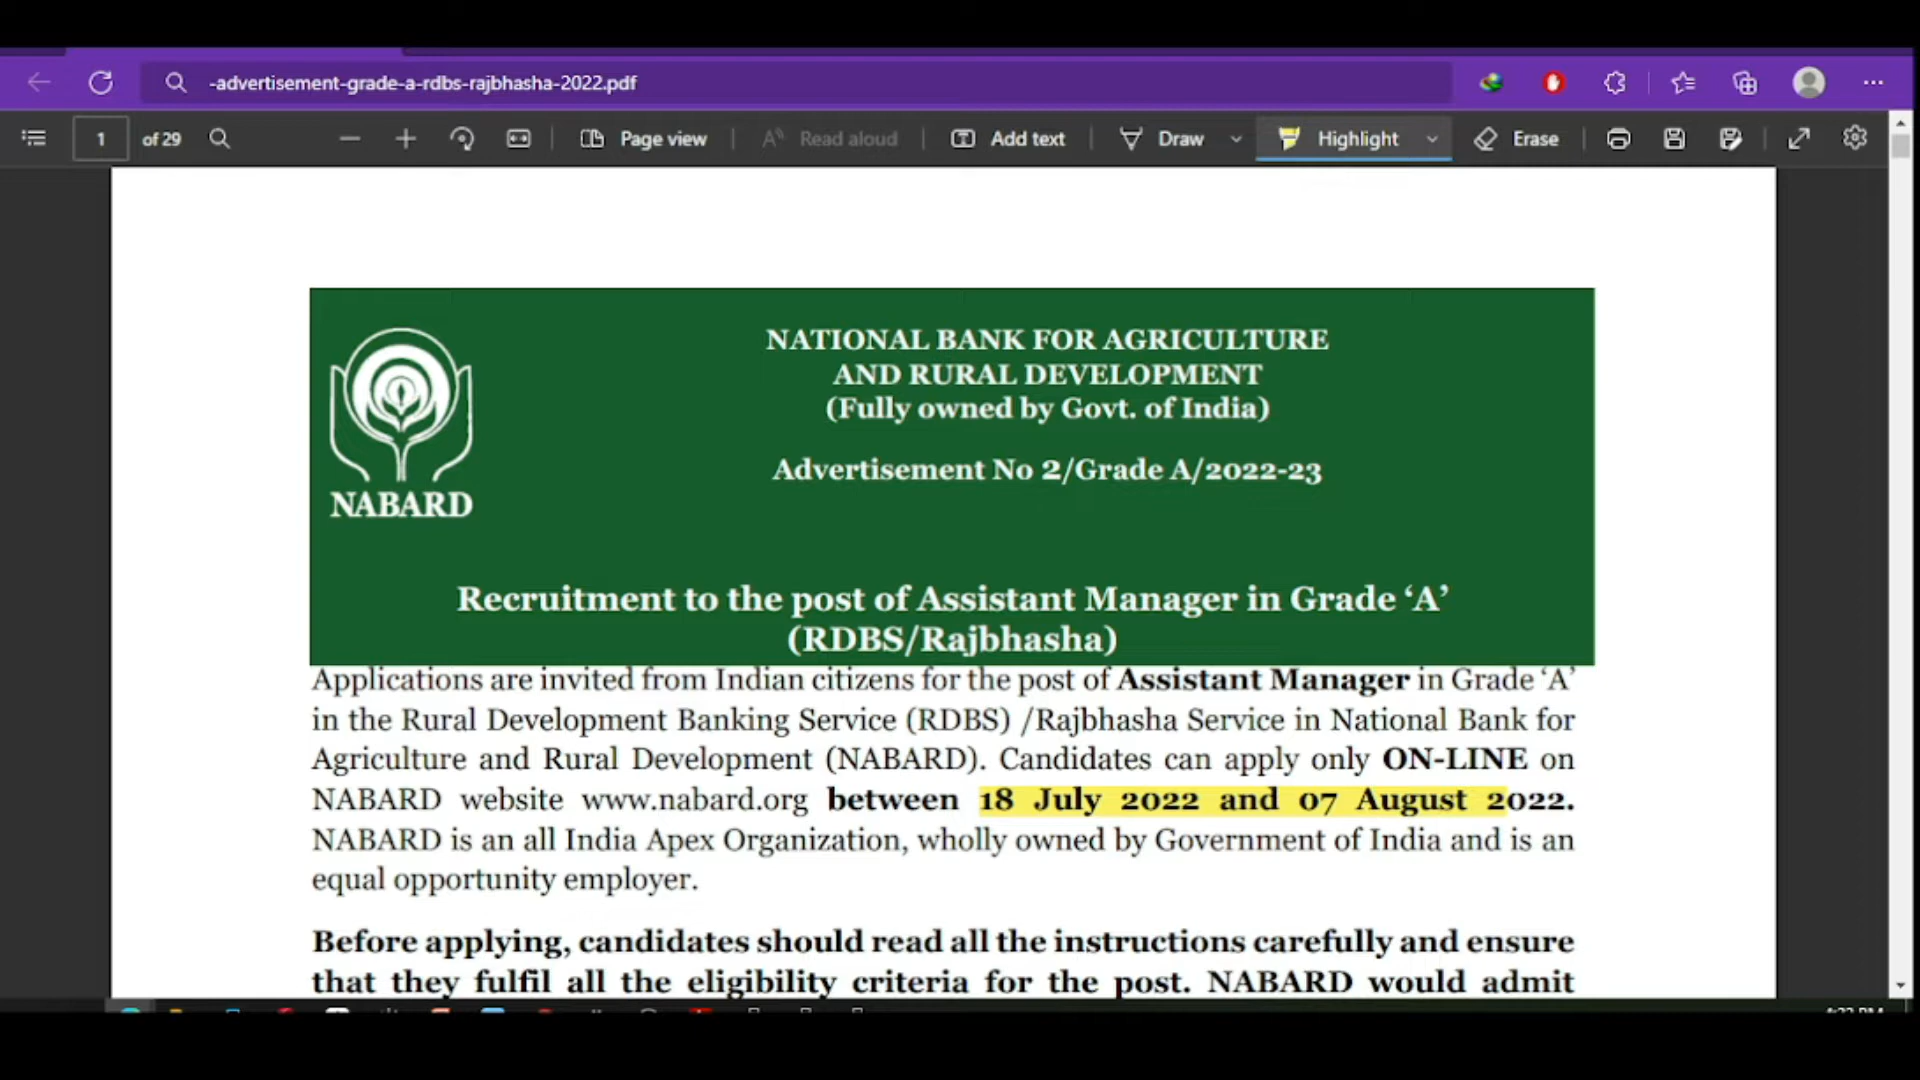 -advertisement-grade-a-rdbs-rajbhasha-2022.pdf
1 of 29 Page view Read aloud Add text Draw Highlight Erase
NATIONAL BANK FOR AGRICULTURE
AND RURAL DEVELOPMENT
(Fully owned by Govt. of India)
Advertisement No 2/Grade A/2022-23
NABARD
Recruitment to the post of Assistant Manager in Grade ‘A’
(RDBS/Rajbhasha)
Applications are invited from Indian citizens for the post of Assistant Manager in Grade ‘A’
in the Rural Development Banking Service (RDBS) /Rajbhasha Service in National Bank for
Agriculture and Rural Development (NABARD). Candidates can apply only ON-LINE on
NABARD website www.nabard.org between 18 July 2022 and 07 August 2022.
NABARD is an all India Apex Organization, wholly owned by Government of India and is an
equal opportunity employer.
Before applying, candidates should read all the instructions carefully and ensure
that they fulfil all the eligibility criteria for the post. NABARD would admit